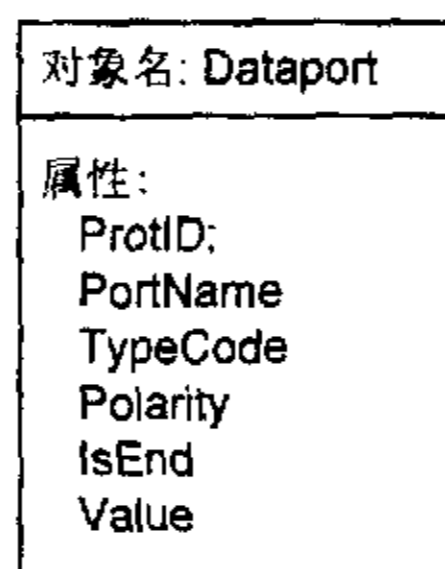 对象名: Dataport
属性:
ProtID;
PortName
TypeCode
Polarity
IsEnd
Value